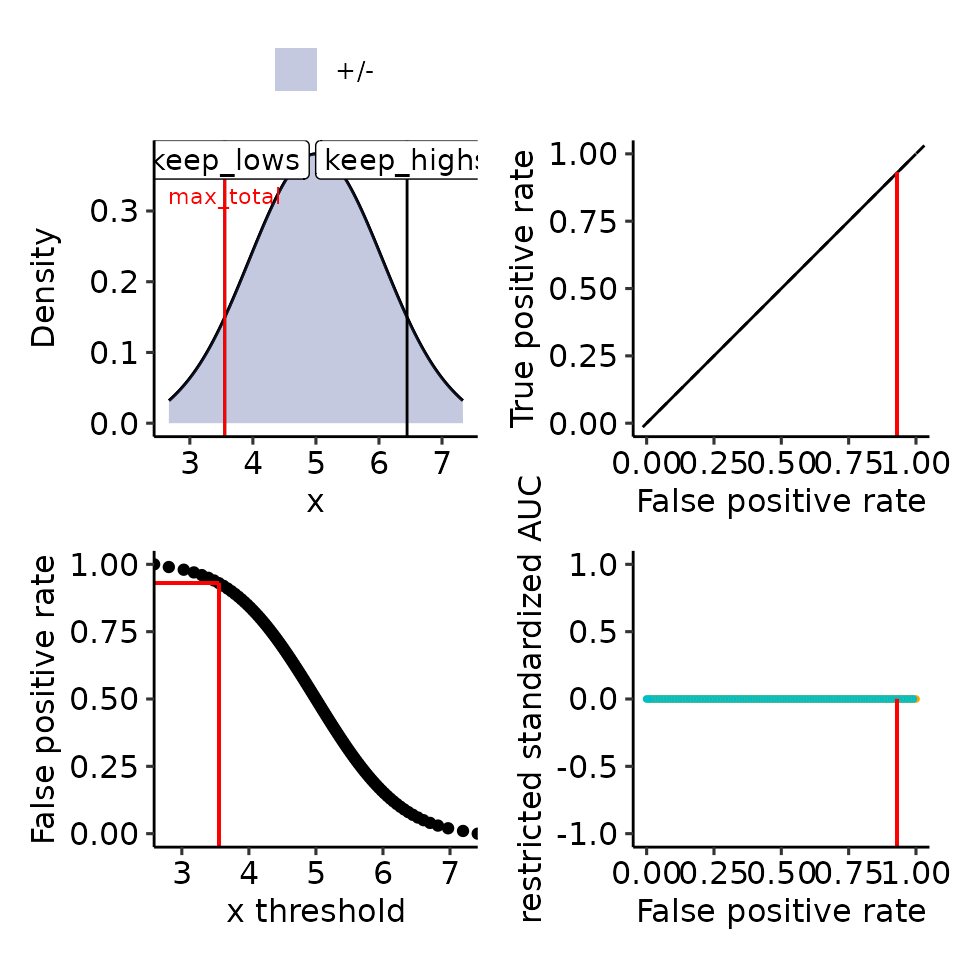 +/-
keep_lows
keep_highs
max_total
Density
0.3
0.2
0.1
0.0
3 4 5 6 7
x
True positive rate
1.00
0.75
0.50
0.25
0.00
0.00 0.25 0.50 0.75 1.00
False positive rate
False positive rate
1.00
0.75
0.50
0.25
0.00
3 4 5 6 7
x threshold
restricted standardized AUC
1.0
0.5
0.0
-0.5
-1.0
0.00 0.25 0.50 0.75 1.00
False positive rate